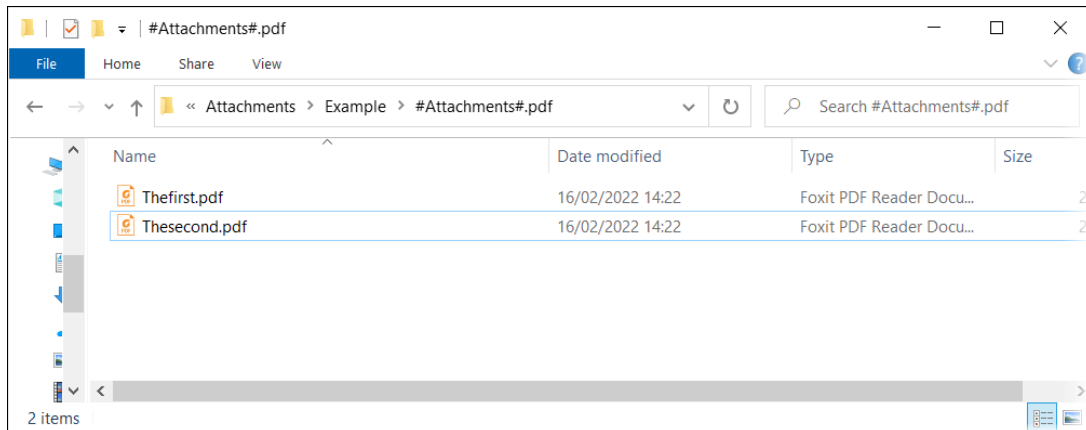 #Attachments#.pdf
File Home Share View ?
« Attachments > Example > #Attachments#.pdf Search #Attachments#.pdf
Name Date modified Type Size
Thefirst.pdf 16/02/2022 14:22 Foxit PDF Reader Docu... 2
Thesecond.pdf 16/02/2022 14:22 Foxit PDF Reader Docu... 2
2 items